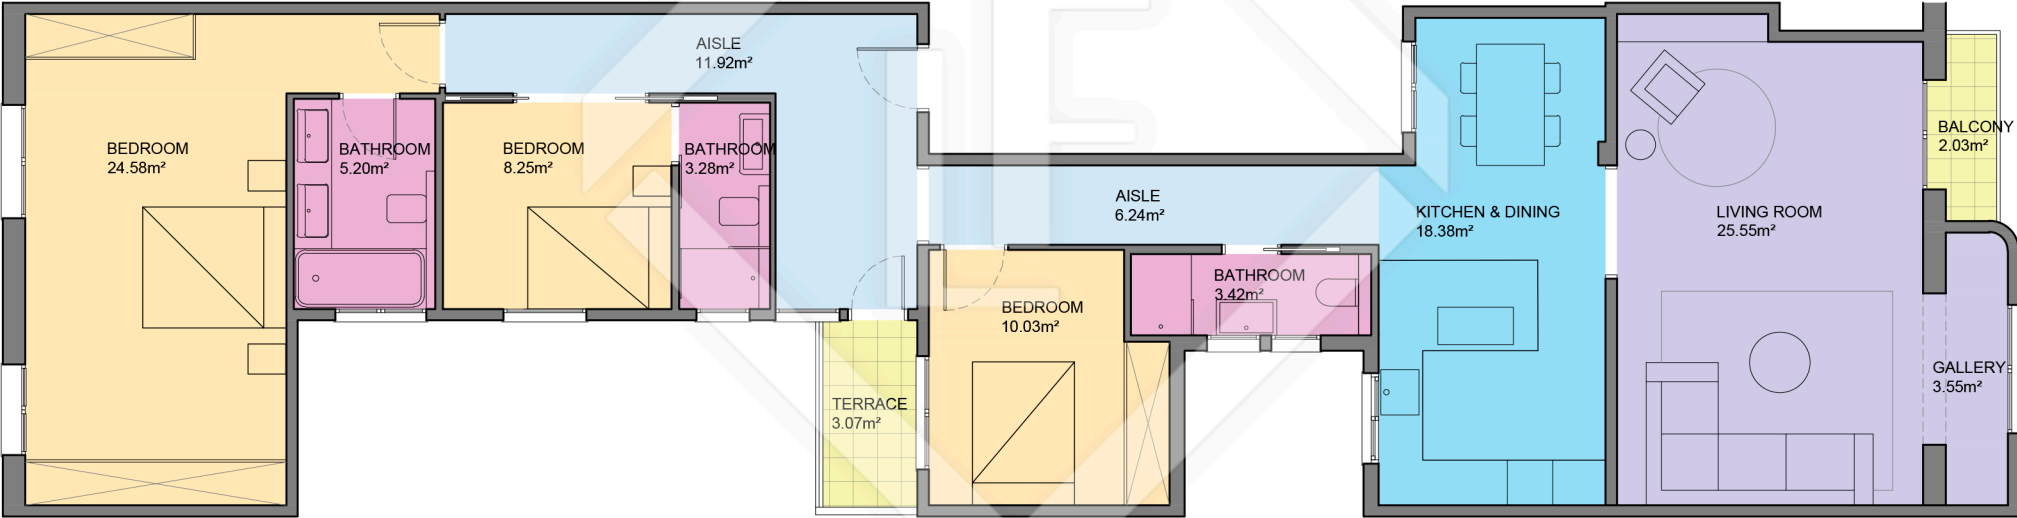 AISLE
11.92m²
BEDROOM
24.58m²
BATHROOM
5.20m²
BEDROOM
8.25m²
BATHROOM
3.28m²
AISLE
6.24m²
KITCHEN & DINING
18.38m²
LIVING ROOM
25.55m²
BALCONY
2.03m²
BATHROOM
3.42m²
BEDROOM
10.03m²
TERRACE
3.07m²
GALLERY
3.55m²